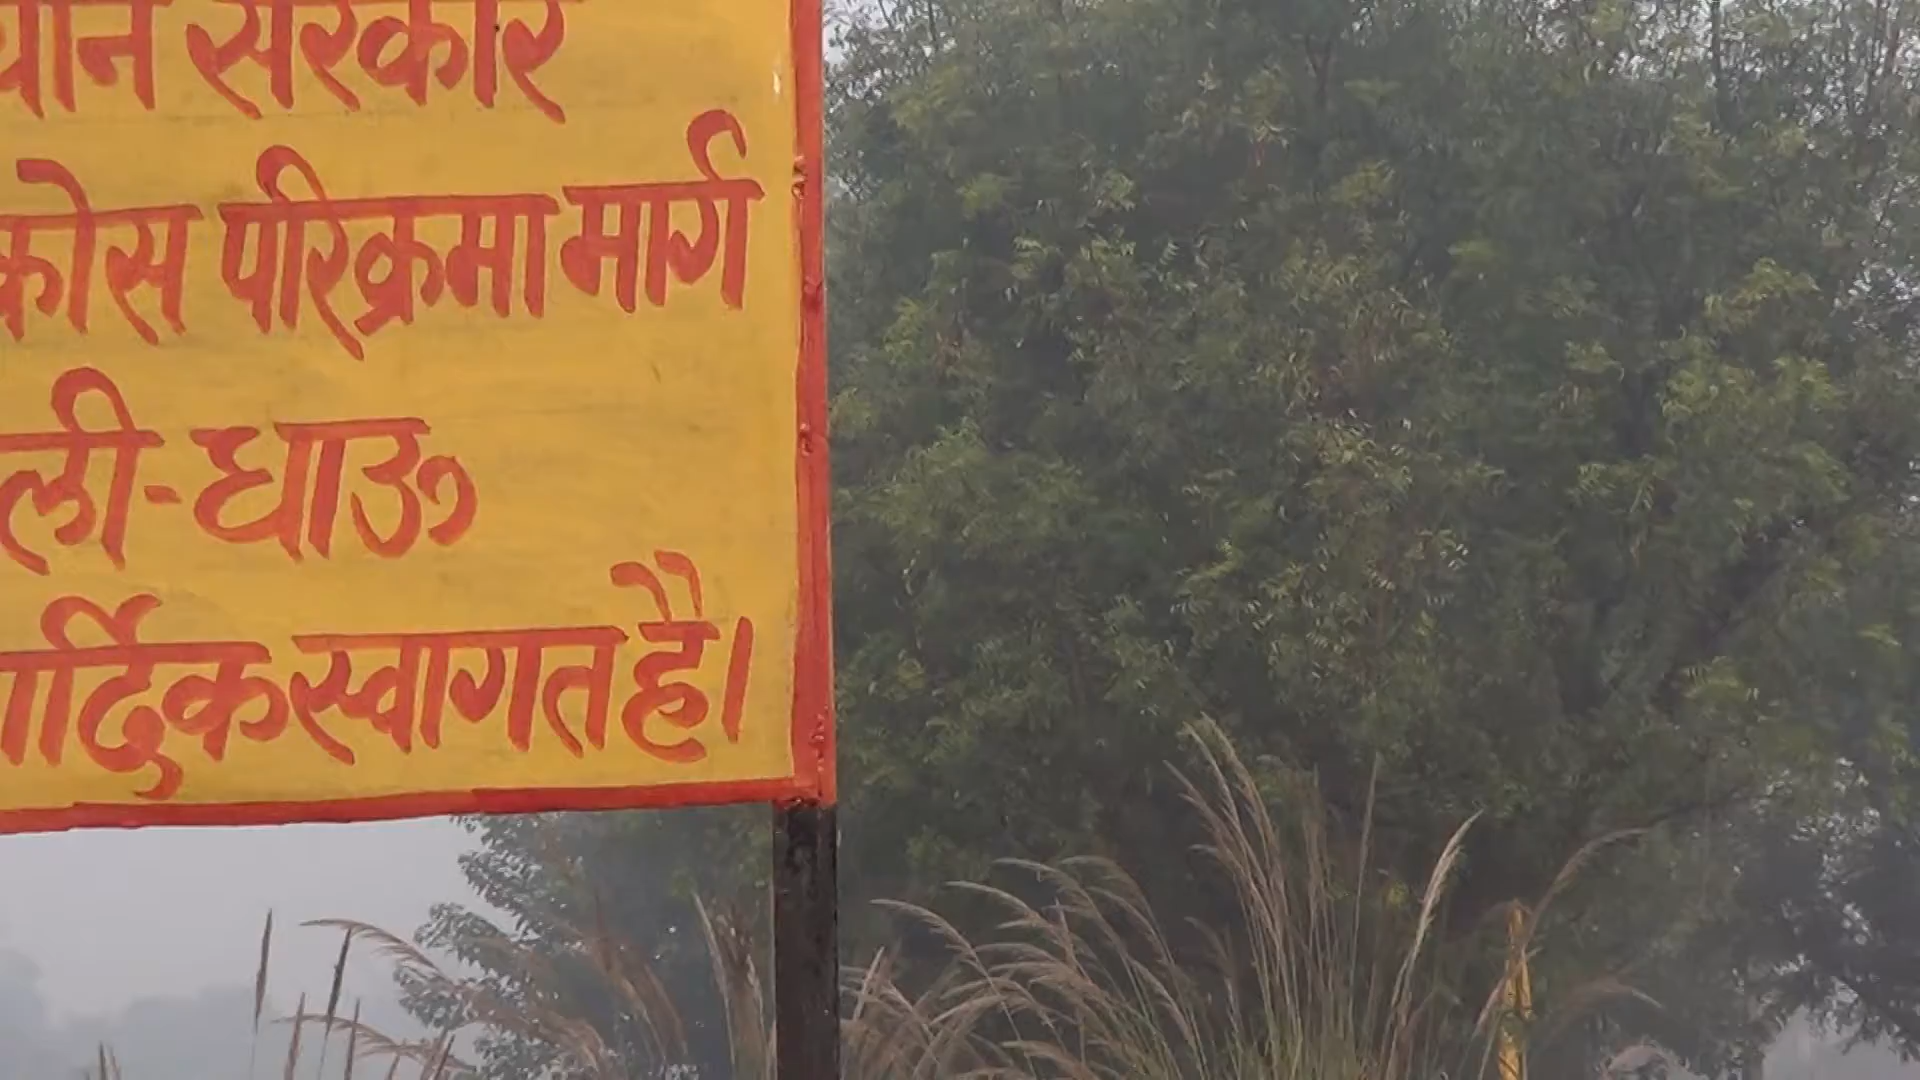 थान सरकार
कोस परिक्रमा मार्ग
ली-धाऊ
ार्दिक स्वागत है।